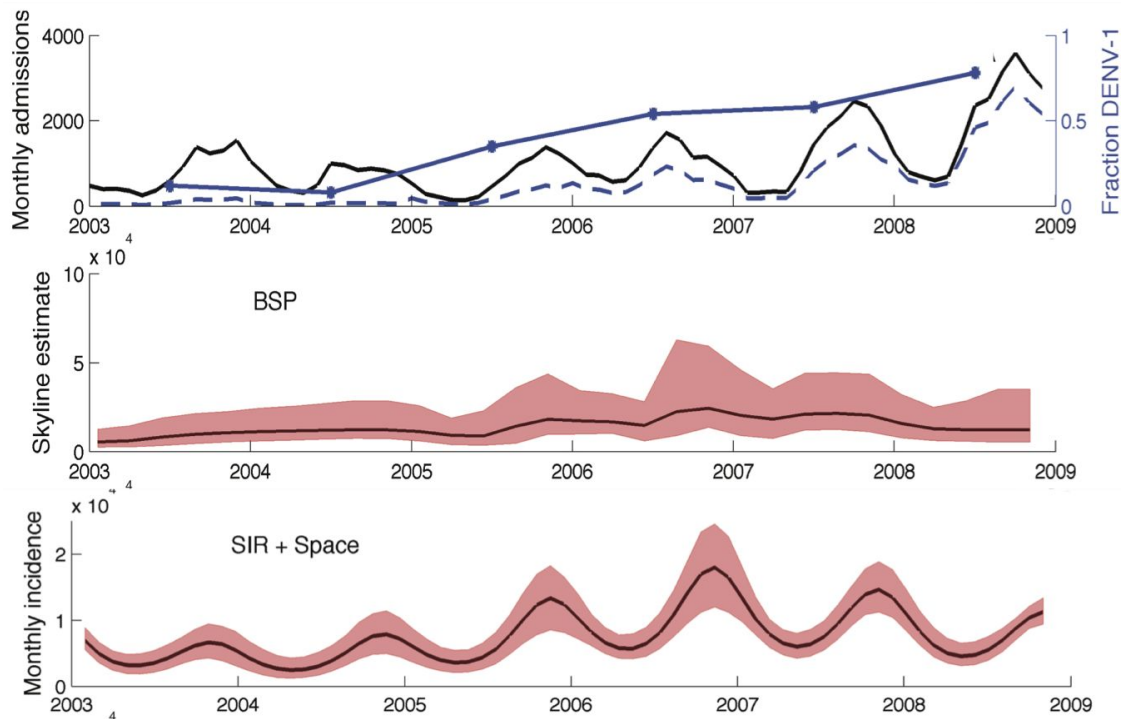 Monthly admissions
4000
2000
0
1
0.5
0
Fraction DENV-1
2003 2004 2005 2006 2007 2008 2009
x 10⁴
Skyline estimate
10
5
0
BSP
2003 2004 2005 2006 2007 2008 2009
4
x 10⁴
Monthly incidence
2
1
0
SIR + Space
2003 2004 2005 2006 2007 2008 2009
4